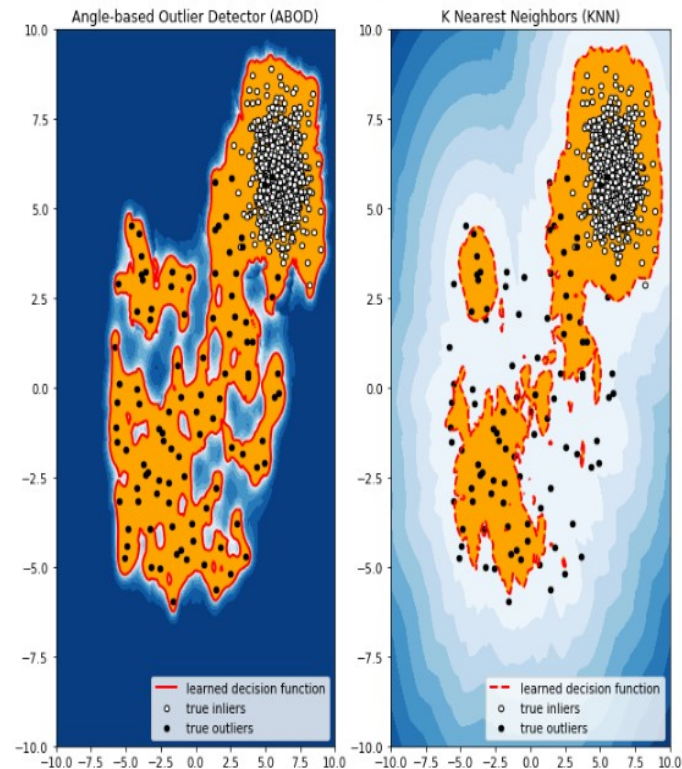 Angle-based Outlier Detector (ABOD)
10.0
7.5
5.0
2.5
0.0
−2.5
−5.0
−7.5
−10.0
−10.0 −7.5 −5.0 −2.5 0.0 2.5 5.0 7.5 10.0
learned decision function
true inliers
true outliers
K Nearest Neighbors (KNN)
10.0
7.5
5.0
2.5
0.0
−2.5
−5.0
−7.5
−10.0
−10.0 −7.5 −5.0 −2.5 0.0 2.5 5.0 7.5 10.0
learned decision function
true inliers
true outliers